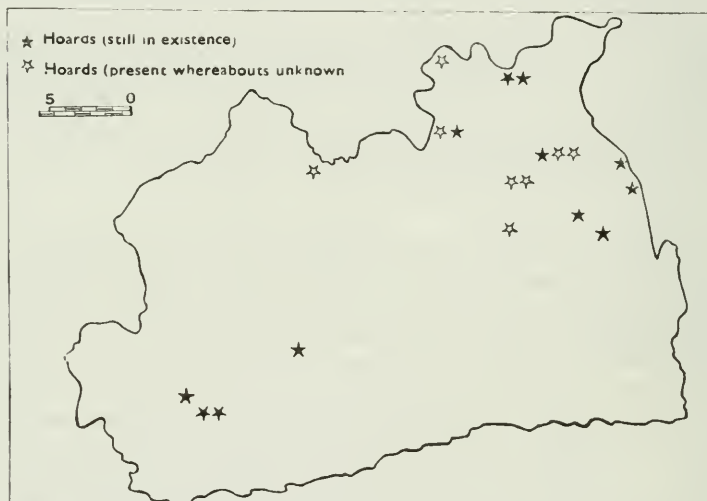 Hoards (still in existence)
Hoards (present whereabouts unknown
5 0